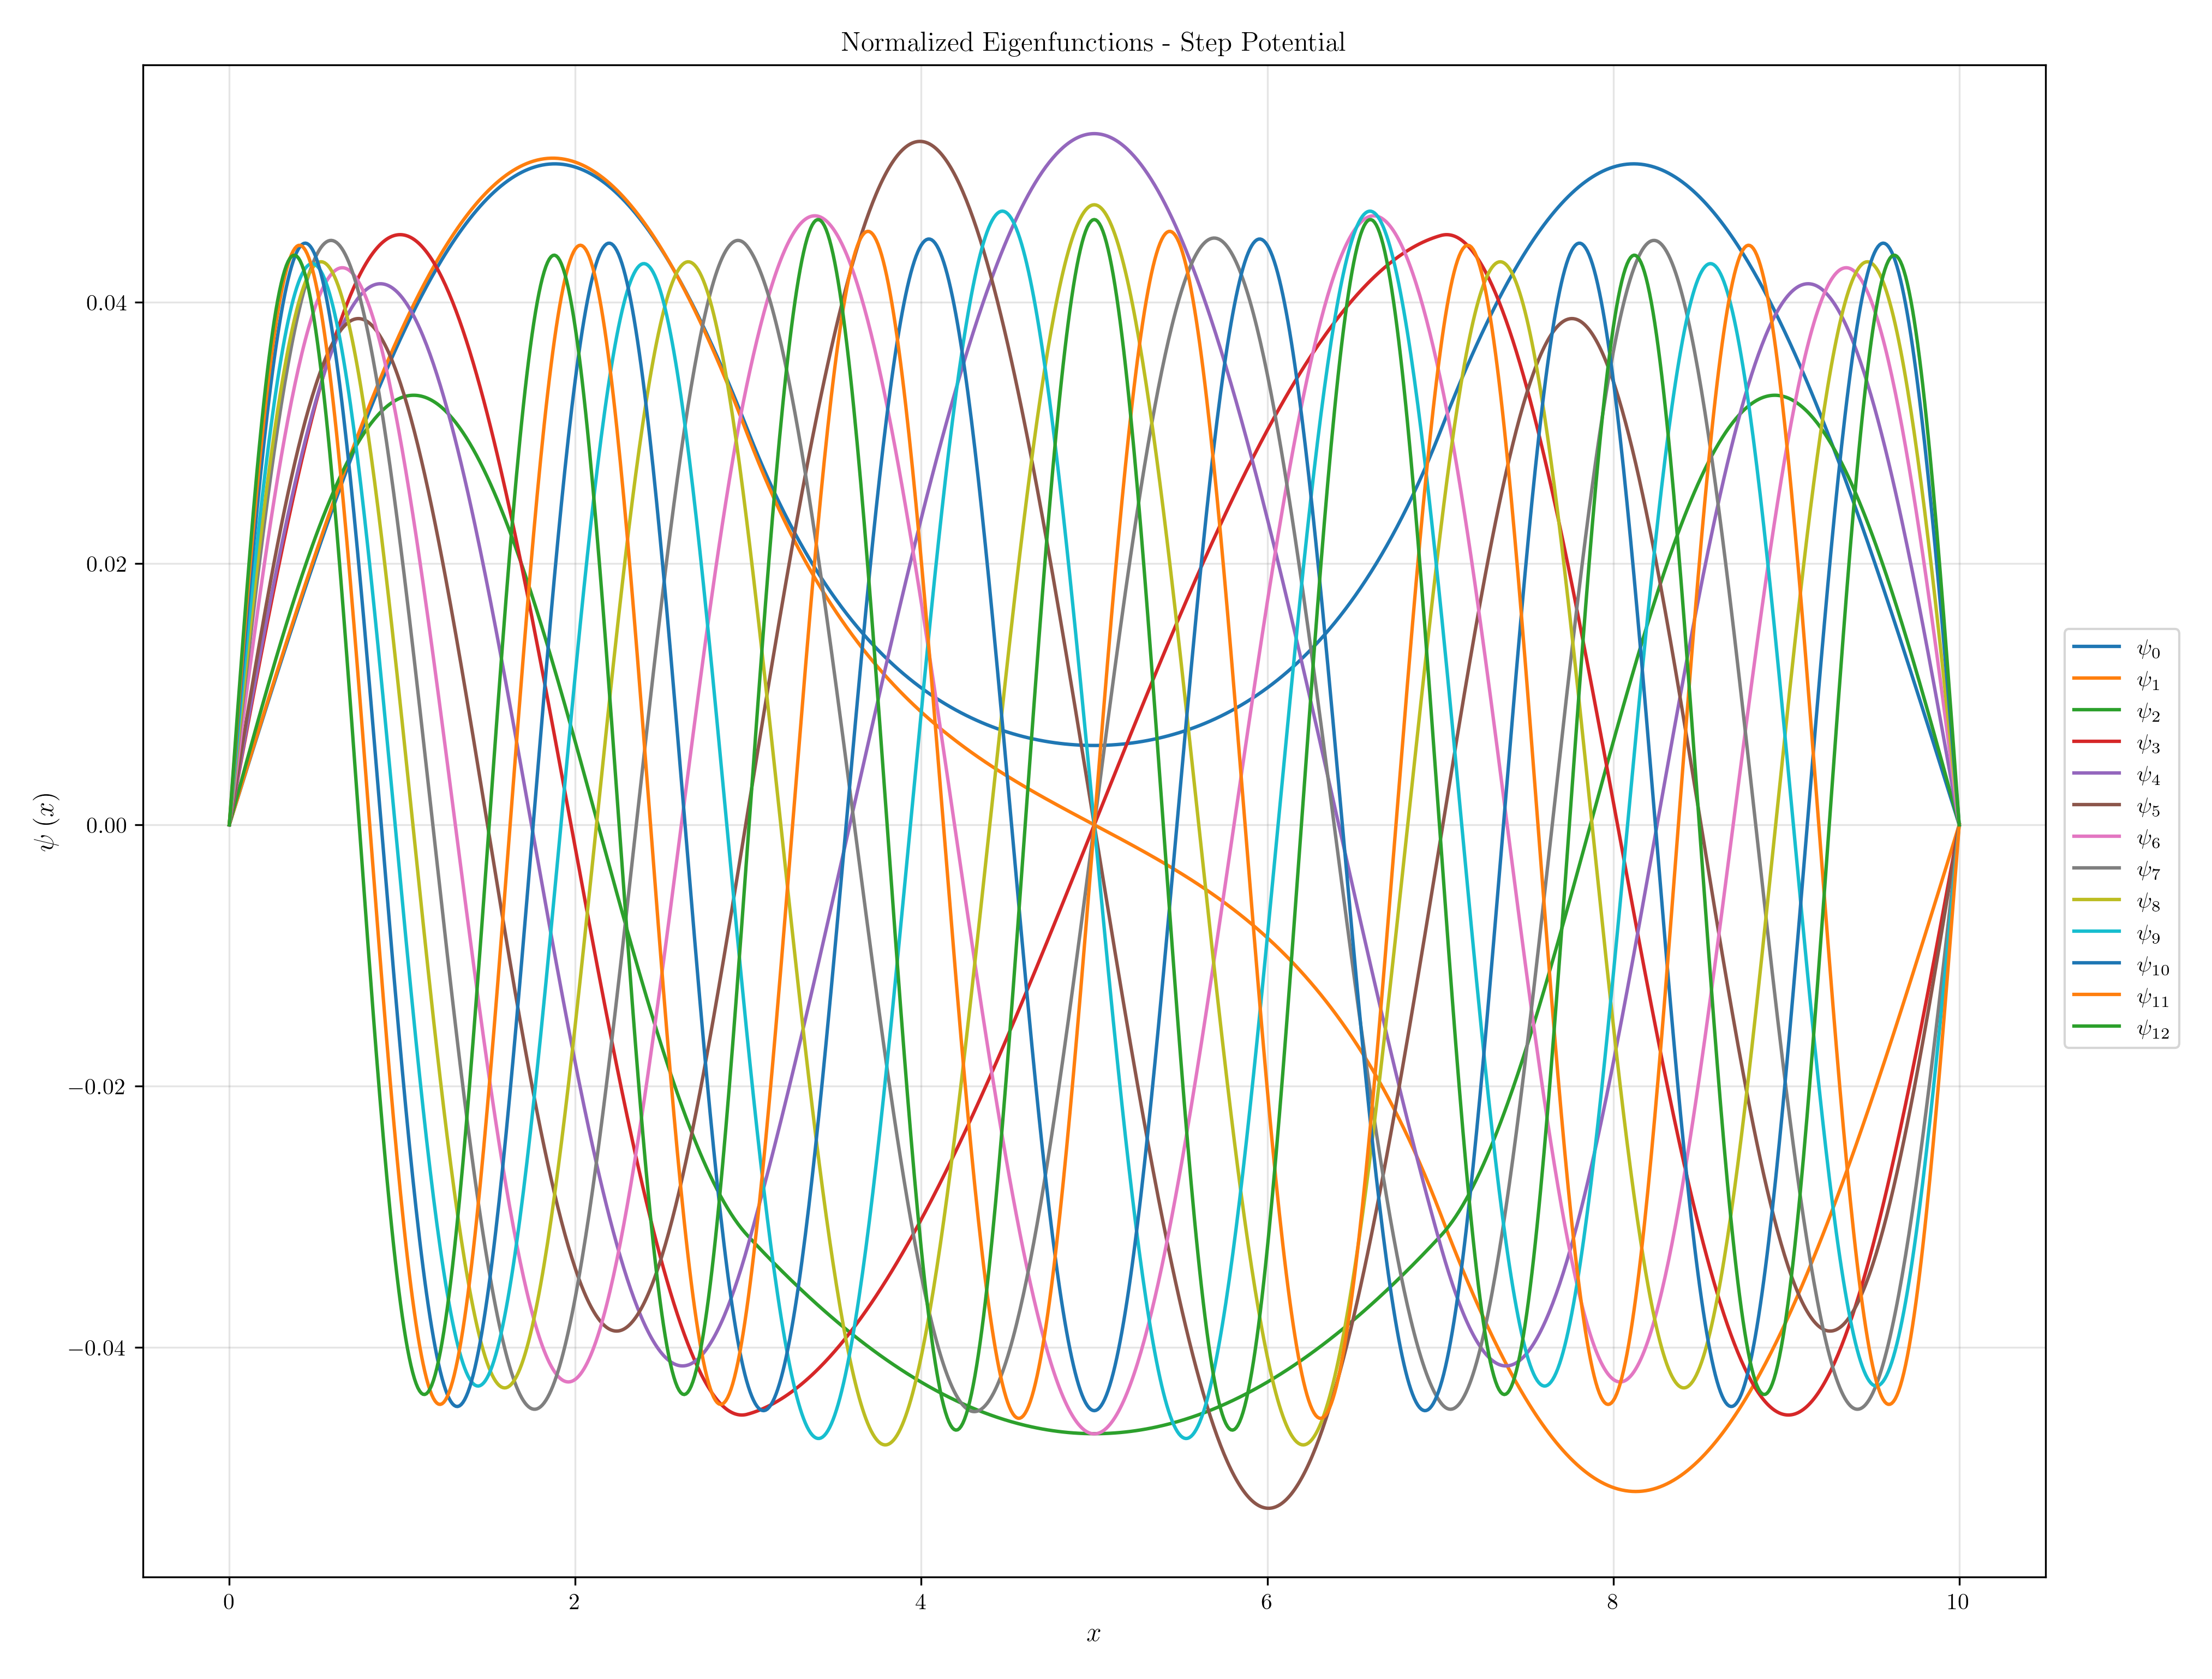 Normalized Eigenfunctions - Step Potential
0.04
0.02
0.00
−0.02
−0.04
ψ (x)
0 2 4 6 8 10
x
ψ₀
ψ₁
ψ₂
ψ₃
ψ₄
ψ₅
ψ₆
ψ₇
ψ₈
ψ₉
ψ₁₀
ψ₁₁
ψ₁₂